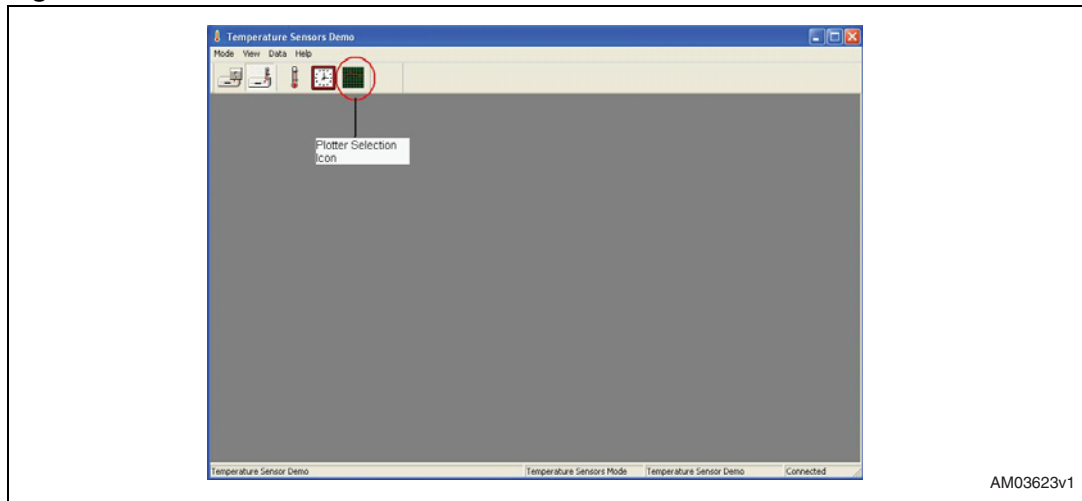 Temperature Sensors Demo
Mode View Data Help
Plotter Selection
Icon
Temperature Sensor Demo Temperature Sensors Mode Temperature Sensor Demo Connected
AM03623v1